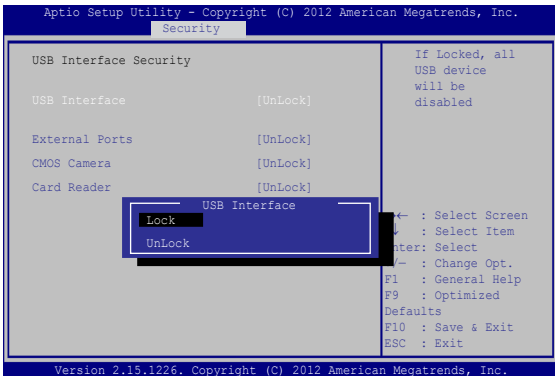 Aptio Setup Utility - Copyright (C) 2012 American Megatrends, Inc.
Security
USB Interface Security
USB Interface [UnLock]
External Ports [UnLock]
CMOS Camera [UnLock]
Card Reader [UnLock]
USB Interface
Lock
UnLock
If Locked, all
USB device
will be
disabled
← : Select Screen
: Select Item
nter: Select
/— : Change Opt.
F1 : General Help
F9 : Optimized
Defaults
F10 : Save & Exit
ESC : Exit
Version 2.15.1226. Copyright (C) 2012 American Megatrends, Inc.